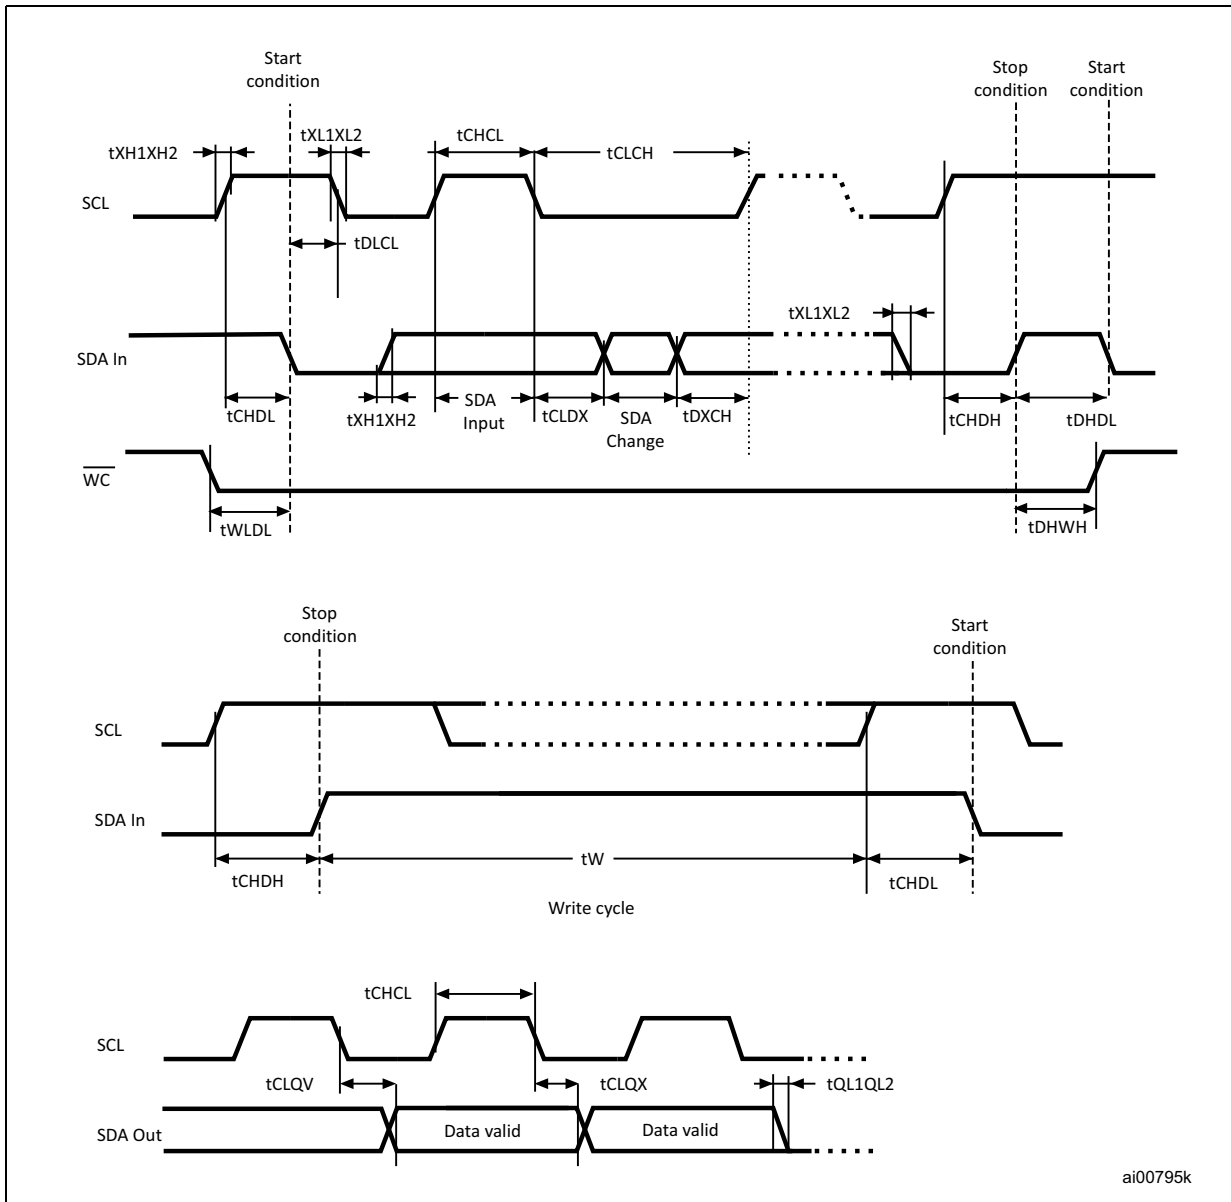 Start
condition
Stop
condition
Start
condition
tXH1XH2
tXL1XL2
tCHCL
tCLCH
SCL
tDLCL
tXL1XL2
SDA In
tCHDL
tXH1XH2
SDA
Input
tCLDX
SDA
Change
tDXCH
tCHDH
tDHDL
WC
tWLDL
tDHWH
Stop
condition
Start
condition
SCL
SDA In
tCHDH
tW
tCHDL
Write cycle
tCHCL
SCL
tCLQV
tCLQX
tQL1QL2
SDA Out
Data valid
Data valid
ai00795k